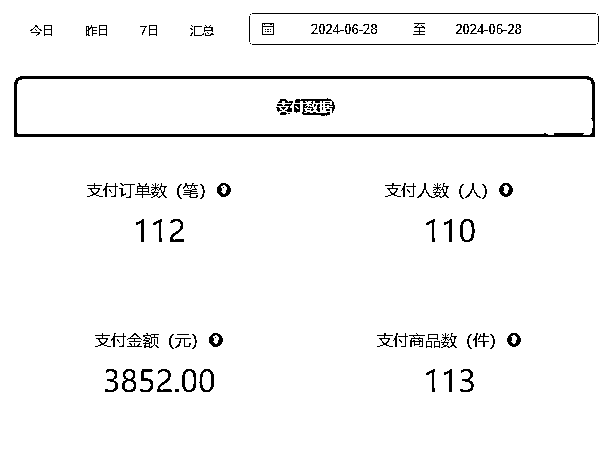 今日 昨日 7日 汇总 2024-06-28 至 2024-06-28
支付数据
支付订单数（笔） 支付人数（人）
112 110
支付金额（元） 支付商品数（件）
3852.00 113